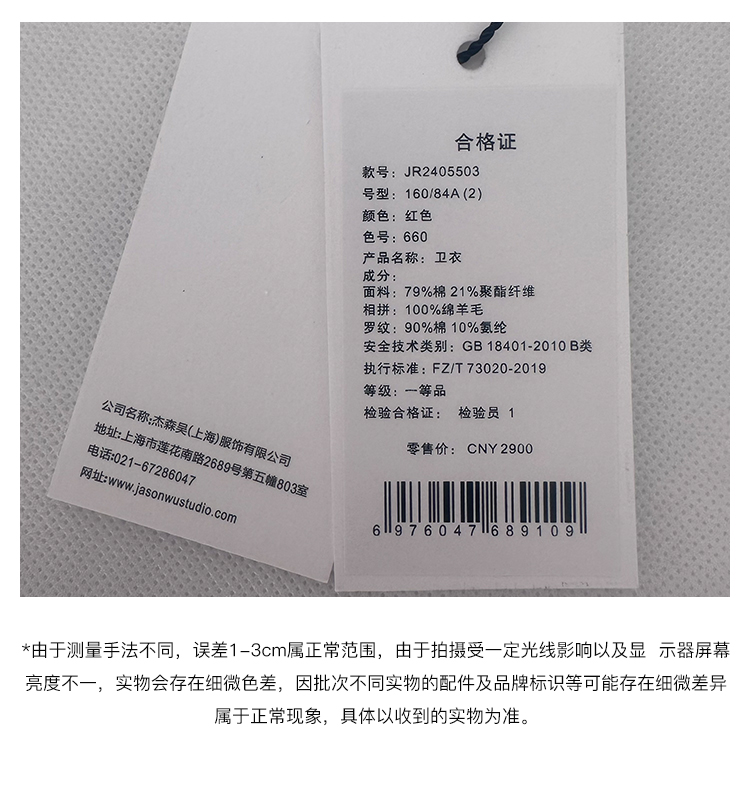 合格证
款号：JR2405503
号型：160/84A (2)
颜色：红色
色号：660
产品名称：卫衣
成分：
面料：79%棉 21%聚酯纤维
相拼：100%绵羊毛
罗纹：90%棉 10%氨纶
安全技术类别：GB 18401-2010 B类
执行标准：FZ/T 73020-2019
等级：一等品
检验合格证： 检验员 1
零售价： CNY 2900
6 976047 689109
公司名称:杰森吴(上海)服饰有限公司
地址:上海市莲花南路2689号第五幢803室
电话:021-67286047
网址:www.jasonwustudio.com
*由于测量手法不同，误差1-3cm属正常范围，由于拍摄受一定光线影响以及显 示器屏幕
亮度不一，实物会存在细微色差，因批次不同实物的配件及品牌标识等可能存在细微差异
属于正常现象，具体以收到的实物为准。